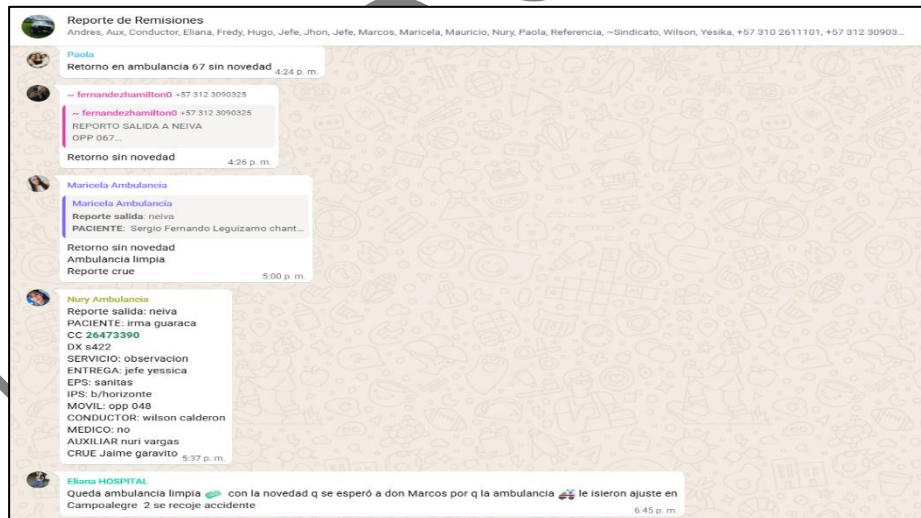 Reporte de Remisiones
Andres, Aux, Conductor, Eliana, Fredy, Hugo, Jefe, Jhon, Jefe, Marcos, Maricela, Mauricio, Nury, Paola, Referencia, ~Sindicato, Wilson, Yesika, +57 310 2611101, +57 312 30903...
Paola
Retorno en ambulancia 67 sin novedad 4:24 p. m.
~ fernandezhamilton0 +57 312 3090325
~ fernandezhamilton0 +57 312 3090325
REPORTO SALIDA A NEIVA
OPP 067...
Retorno sin novedad 4:26 p. m.
Maricela Ambulancia
Maricela Ambulancia
Reporte salida: neiva
PACIENTE: Sergio Fernando Leguizamo chant...
Retorno sin novedad
Ambulancia limpia
Reporte crue 5:00 p. m.
Nury Ambulancia
Reporte salida: neiva
PACIENTE: irma guaraca
CC 26473390
DX s422
SERVICIO: observacion
ENTREGA: jefe yessica
EPS: sanitas
IPS: b/horizonte
MOVIL: opp 048
CONDUCTOR: wilson calderon
MEDICO: no
AUXILIAR nuri vargas
CRUE Jaime garavito 5:37 p. m.
Eliana HOSPITAL
Queda ambulancia limpia 🧼 con la novedad q se esperó a don Marcos por q la ambulancia 🚑 le isieron ajuste en
Campoalegre 2 se recoje accidente 6:45 p. m.